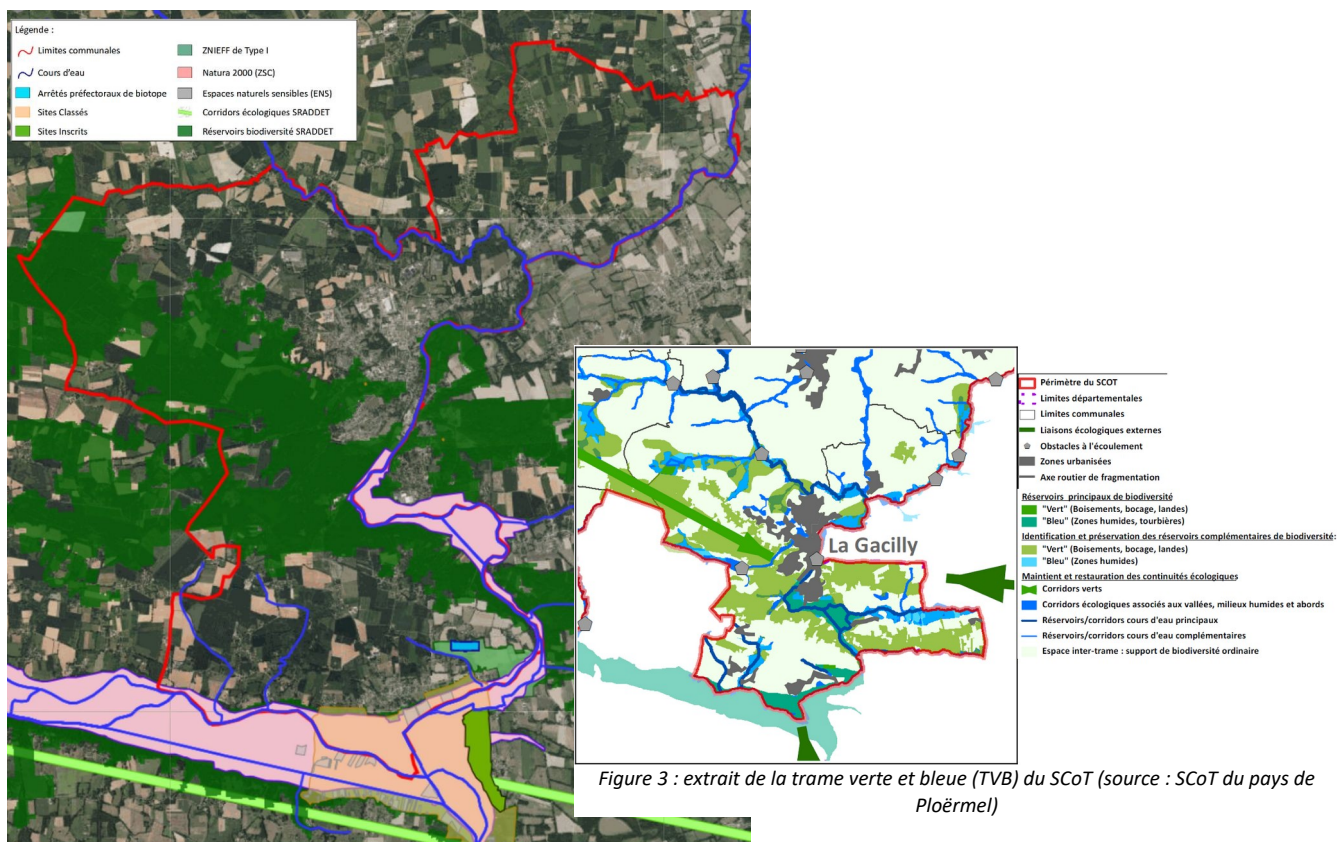 Légende :
Limites communales
Cours d'eau
Arrêtés préfectoraux de biotope
Sites Classés
Sites Inscrits
ZNIEFF de Type I
Natura 2000 (ZSC)
Espaces naturels sensibles (ENS)
Corridors écologiques SRADDET
Réservoirs biodiversité SRADDET
La Gacilly
Périmètre du SCOT
Limites départementales
Limites communales
Liaisons écologiques externes
Obstacles à l'écoulement
Zones urbanisées
Axe routier de fragmentation
Réservoirs principaux de biodiversité
"Vert" (Boisements, bocage, landes)
"Bleu" (Zones humides, tourbières)
Identification et préservation des réservoirs complémentaires de biodiversité:
"Vert" (Boisements, bocage, landes)
"Bleu" (Zones humides)
Maintient et restauration des continuités écologiques
Corridors verts
Corridors écologiques associés aux vallées, milieux humides et abords
Réservoirs/corridors cours d'eau principaux
Réservoirs/corridors cours d'eau complémentaires
Espace inter-trame : support de biodiversité ordinaire
Figure 3 : extrait de la trame verte et bleue (TVB) du SCoT (source : SCoT du pays de
Ploërmel)